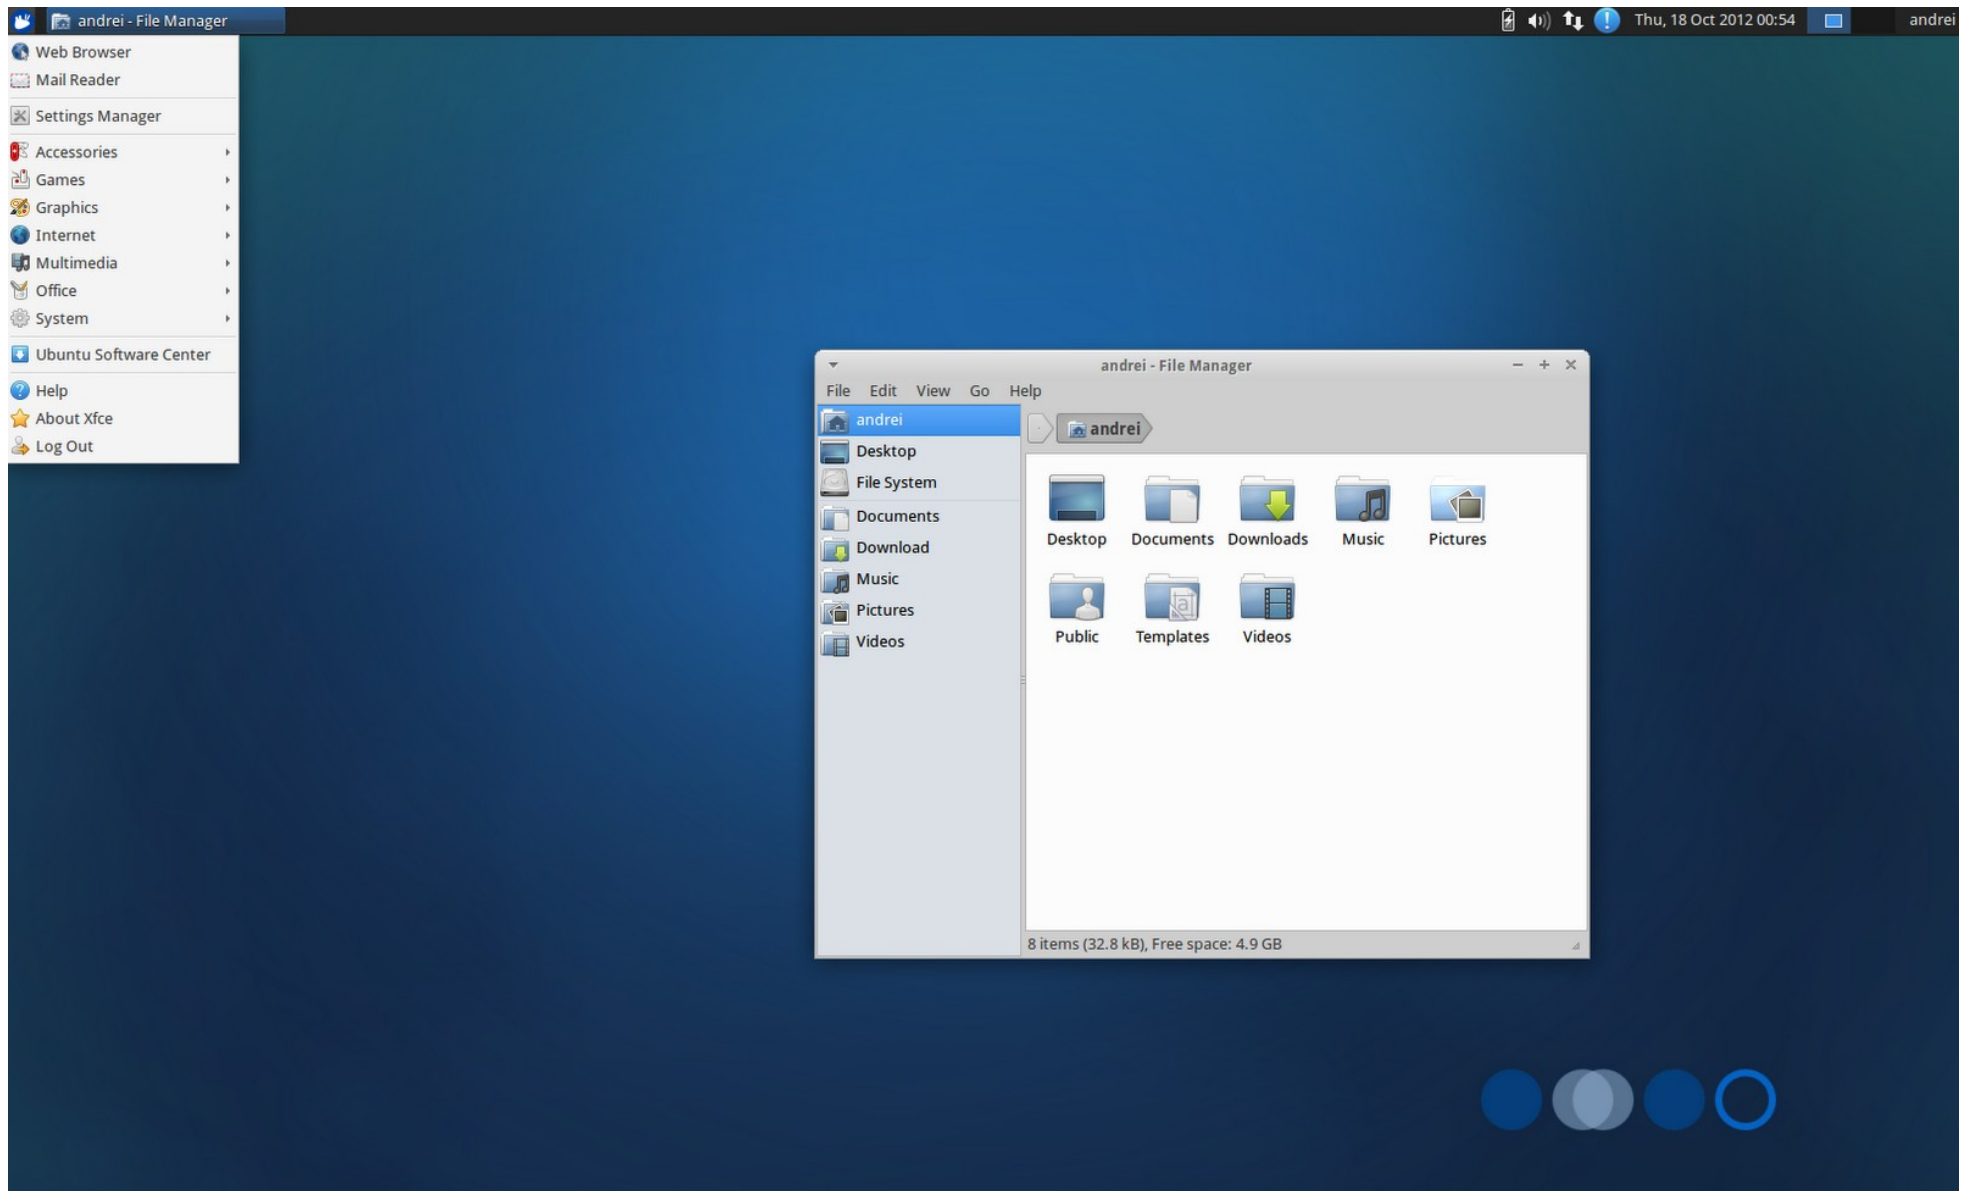 andrei - File Manager
Thu, 18 Oct 2012 00:54
andrei
Web Browser
Mail Reader
Settings Manager
Accessories
Games
Graphics
Internet
Multimedia
Office
System
Ubuntu Software Center
Help
About Xfce
Log Out
andrei - File Manager
File Edit View Go Help
andrei
Desktop
File System
Documents
Download
Music
Pictures
Videos
andrei
Desktop Documents Downloads Music Pictures
Public Templates Videos
8 items (32.8 kB), Free space: 4.9 GB